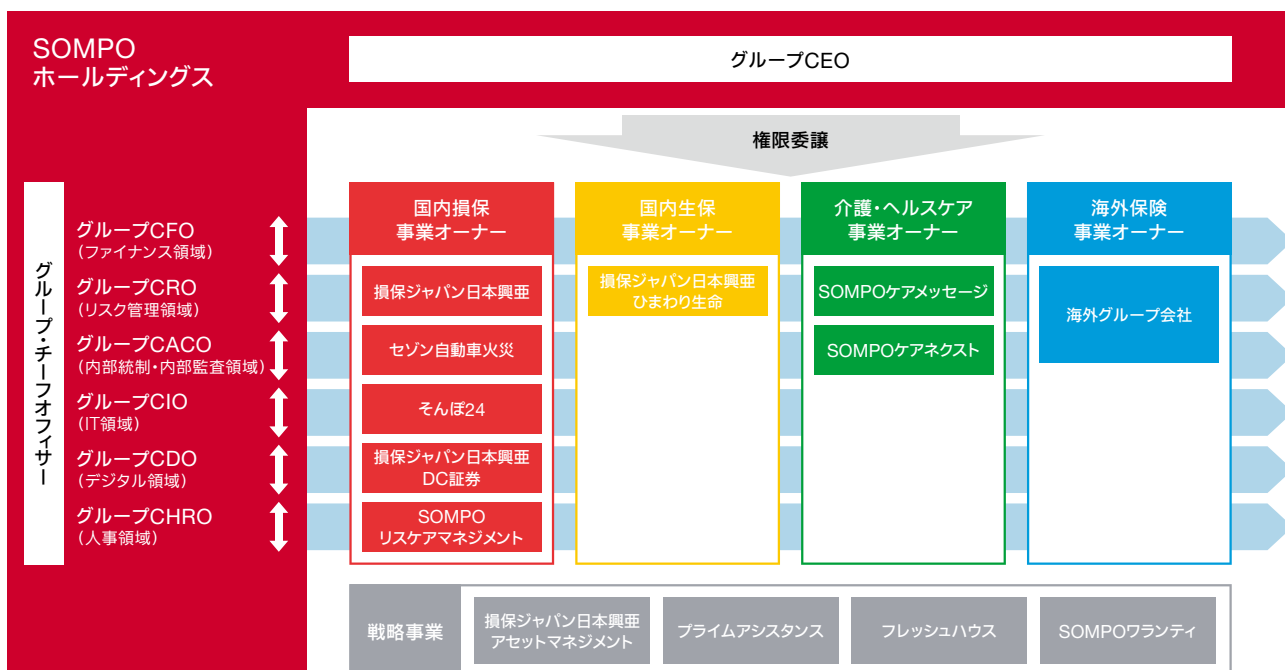 SOMPO
ホールディングス
グループCEO
権限委譲
グループ・チーフオフィサー
グループCFO
(ファイナンス領域)
グループCRO
(リスク管理領域)
グループCACO
(内部統制・内部監査領域)
グループCIO
(IT領域)
グループCDO
(デジタル領域)
グループCHRO
(人事領域)
国内損保
事業オーナー
損保ジャパン日本興亜
セゾン自動車火災
そんぽ24
損保ジャパン日本興亜
DC証券
SOMPO
リスケアマネジメント
国内生保
事業オーナー
損保ジャパン日本興亜
ひまわり生命
介護・ヘルスケア
事業オーナー
SOMPOケアメッセージ
SOMPOケアネクスト
海外保険
事業オーナー
海外グループ会社
戦略事業
損保ジャパン日本興亜
アセットマネジメント
プライムアシスタンス
フレッシュハウス
SOMPOワランティ